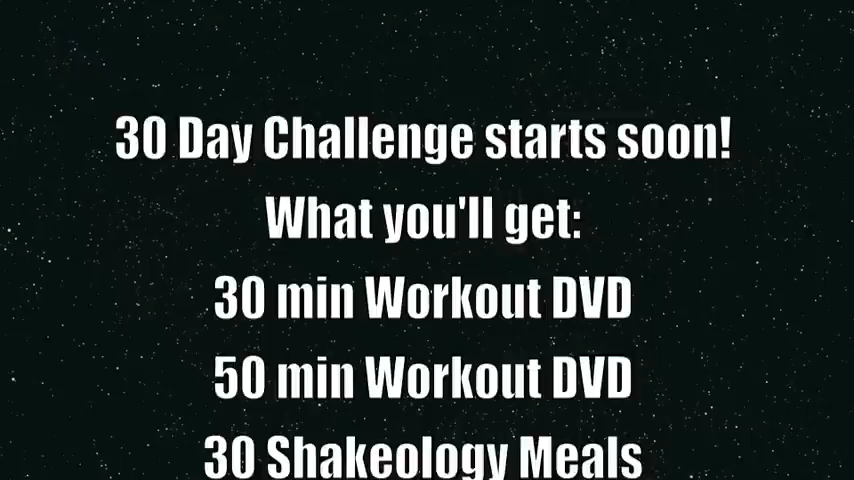 30 Day Challenge starts soon!
What you'll get:
30 min Workout DVD
50 min Workout DVD
30 Shakeology Meals